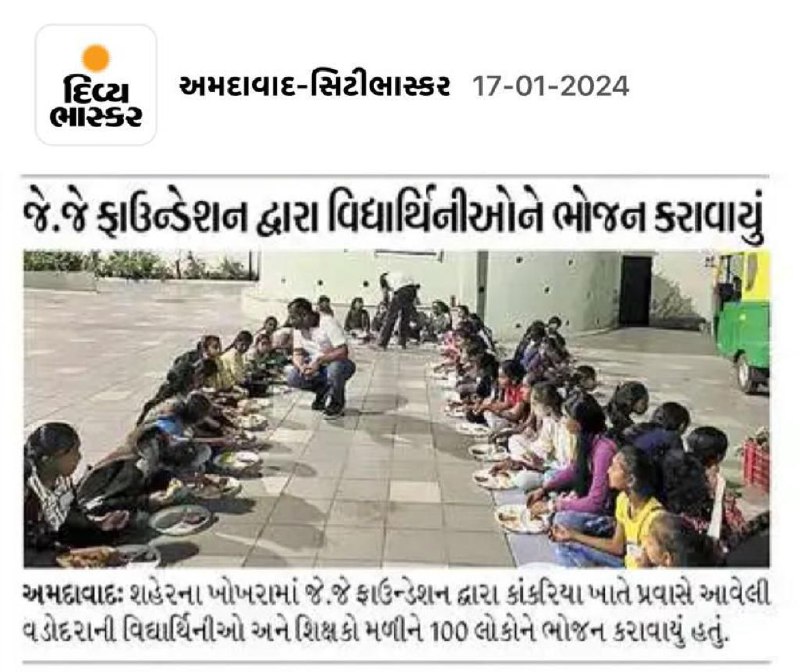 દિવ્ય
ભાસ્કર
અમદાવાદ-સિટીભાસ્કર 17-01-2024
જે.જે ફાઉન્ડેશન દ્વારા વિદ્યાર્થિનીઓને ભોજન કરાવાયું
અમદાવાદઃ શહેરના ખોખરામાં જે.જે ફાઉન્ડેશન દ્વારા કાંકરિયા ખાતે પ્રવાસે આવેલી
વડોદરાની વિદ્યાર્થિનીઓ અને શિક્ષકો મળીને 100 લોકોને ભોજન કરાવાયું હતું.